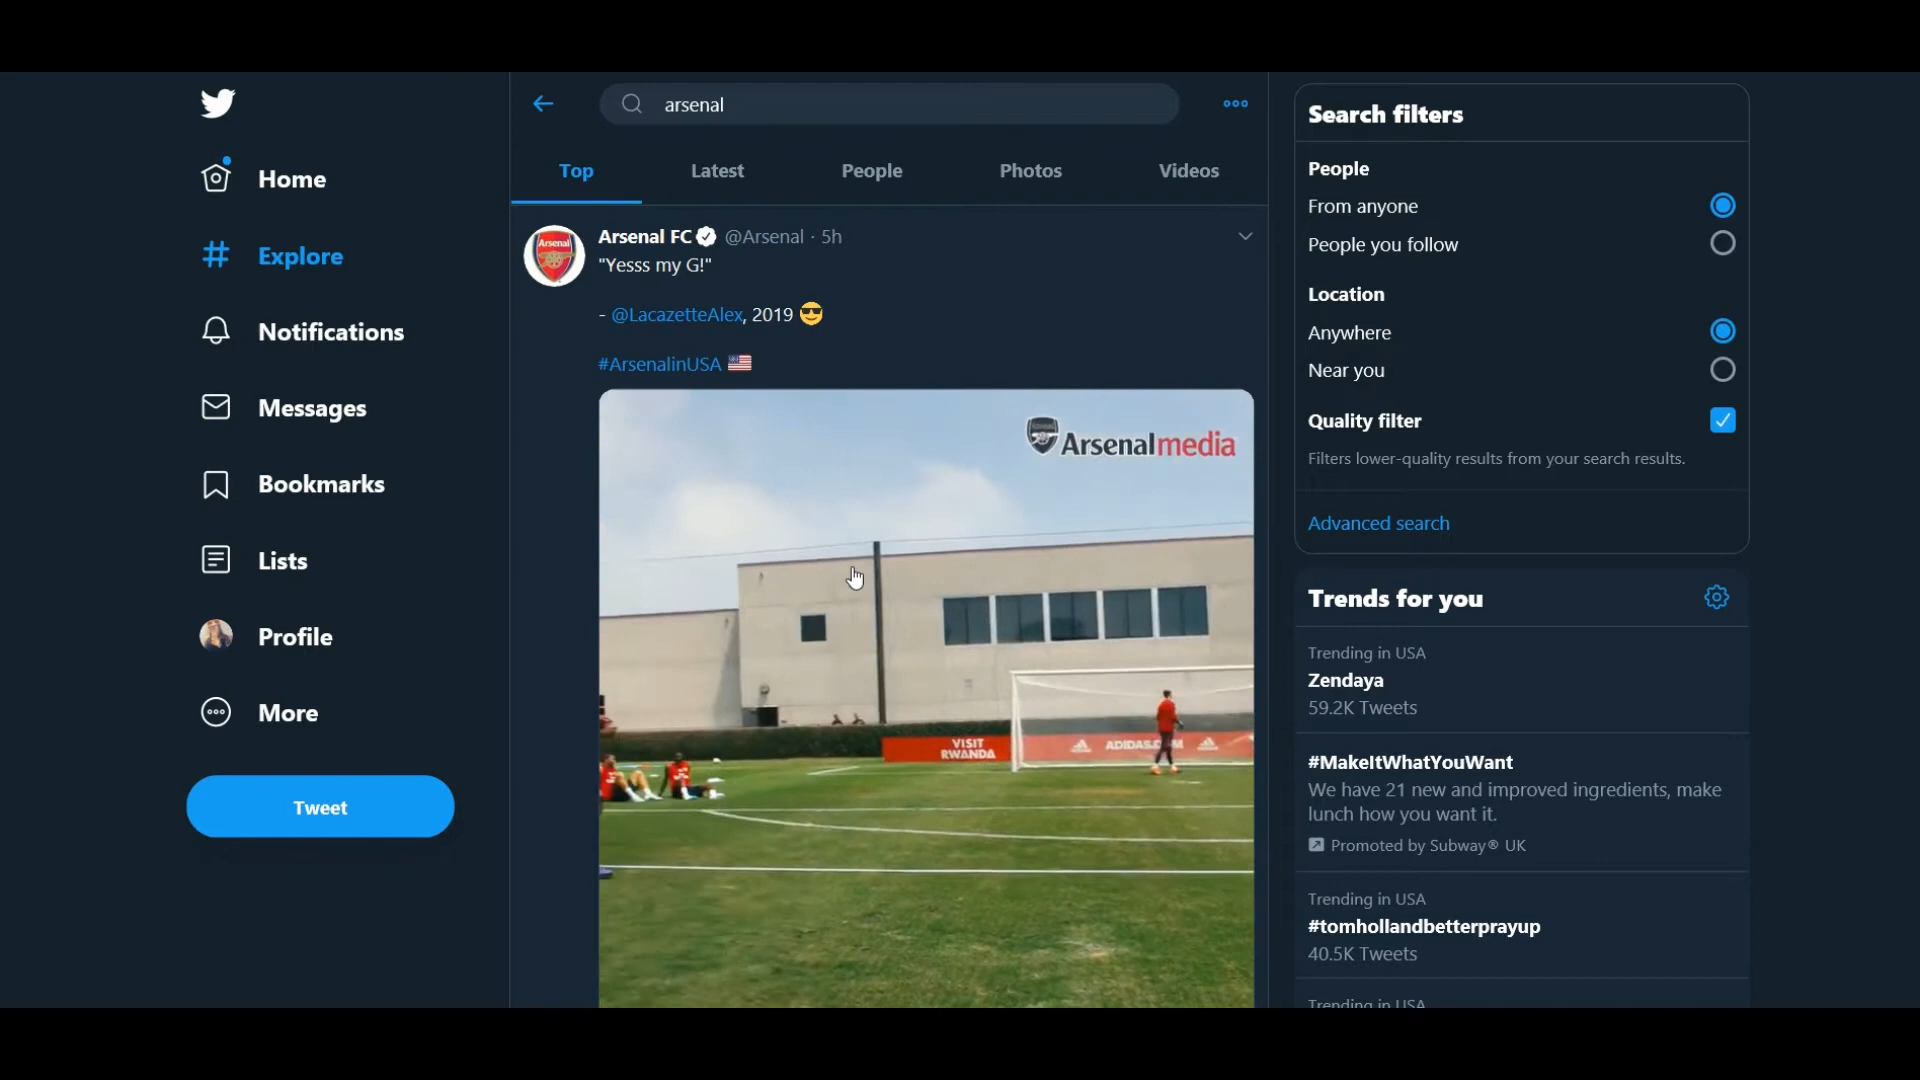 Home
Explore
Notifications
Messages
Bookmarks
Lists
Profile
More
Tweet
arsenal
Top
Latest
People
Photos
Videos
Arsenal
Arsenal FC @Arsenal · 5h
"Yesss my G!"
- @LacazetteAlex, 2019 😎
#ArsenalinUSA 🇺🇸
Arsenalmedia
VISIT
RWANDA
Search filters
People
From anyone
People you follow
Location
Anywhere
Near you
Quality filter
Filters lower-quality results from your search results.
Advanced search
Trends for you
Trending in USA
Zendaya
59.2K Tweets
#MakeItWhatYouWant
We have 21 new and improved ingredients, make
lunch how you want it.
Promoted by Subway® UK
Trending in USA
#tomhollandbetterprayup
40.5K Tweets
Trending in USA